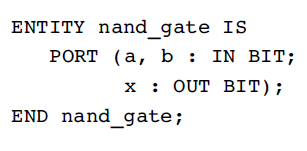 ENTITY nand_gate IS
PORT (a, b : IN BIT;
x : OUT BIT);
END nand_gate;